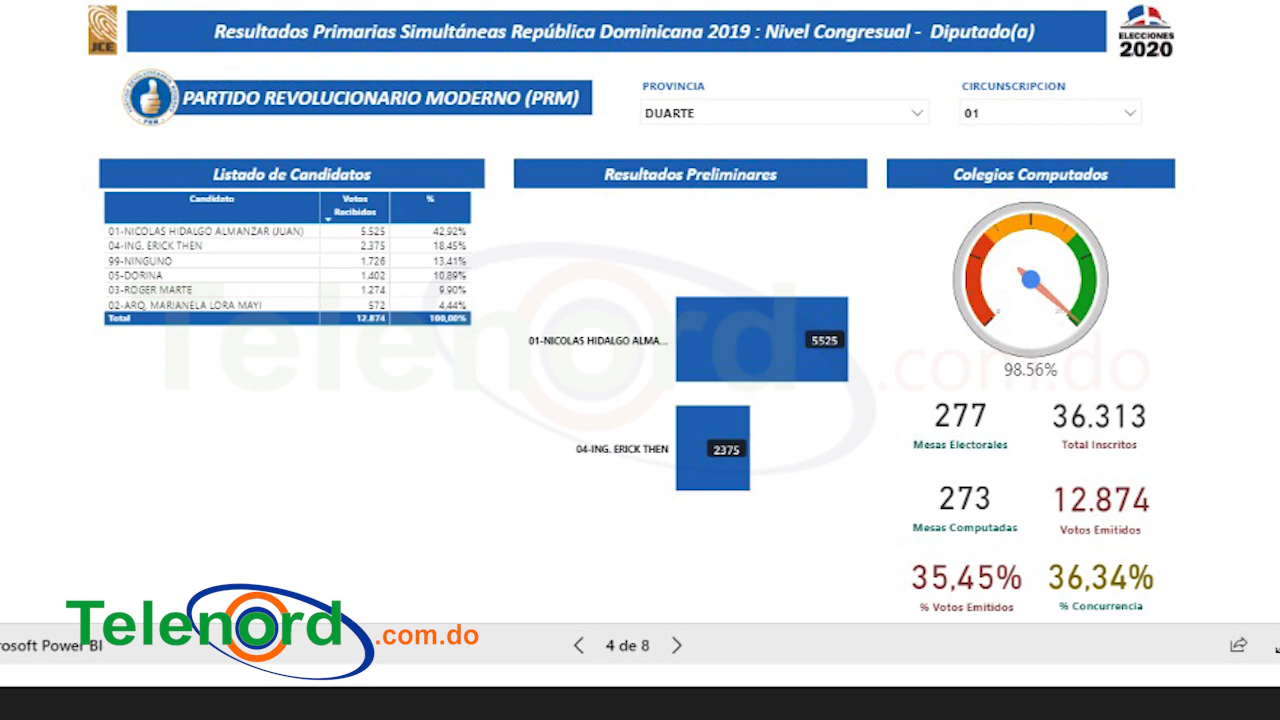 JCE
Resultados Primarias Simultáneas República Dominicana 2019 : Nivel Congresual - Diputado(a)
ELECCIONES
2020
PARTIDO REVOLUCIONARIO MODERNO (PRM)
PRM
PROVINCIA
DUARTE
CIRCUNSCRIPCION
01
Listado de Candidatos
Candidato Votos Recibidos %
01-NICOLAS HIDALGO ALMANZAR (JUAN) 5.525 42,92%
04-ING. ERICK THEN 2.375 18,45%
99-NINGUNO 1.726 13,41%
05-DORINA 1.402 10,89%
03-ROGER MARTE 1.274 9,90%
02-ARQ. MARIANELA LORA MAYI 572 4,44%
Total 12.874 100,00%
Resultados Preliminares
01-NICOLAS HIDALGO ALMA... 5525
04-ING. ERICK THEN 2375
Colegios Computados
98.56%
277 36.313
Mesas Electorales Total Inscritos
273 12.874
Mesas Computadas Votos Emitidos
35,45% 36,34%
% Votos Emitidos % Concurrencia
Telenord.com.do
rosoft Power BI
4 de 8
Telenord.com.do